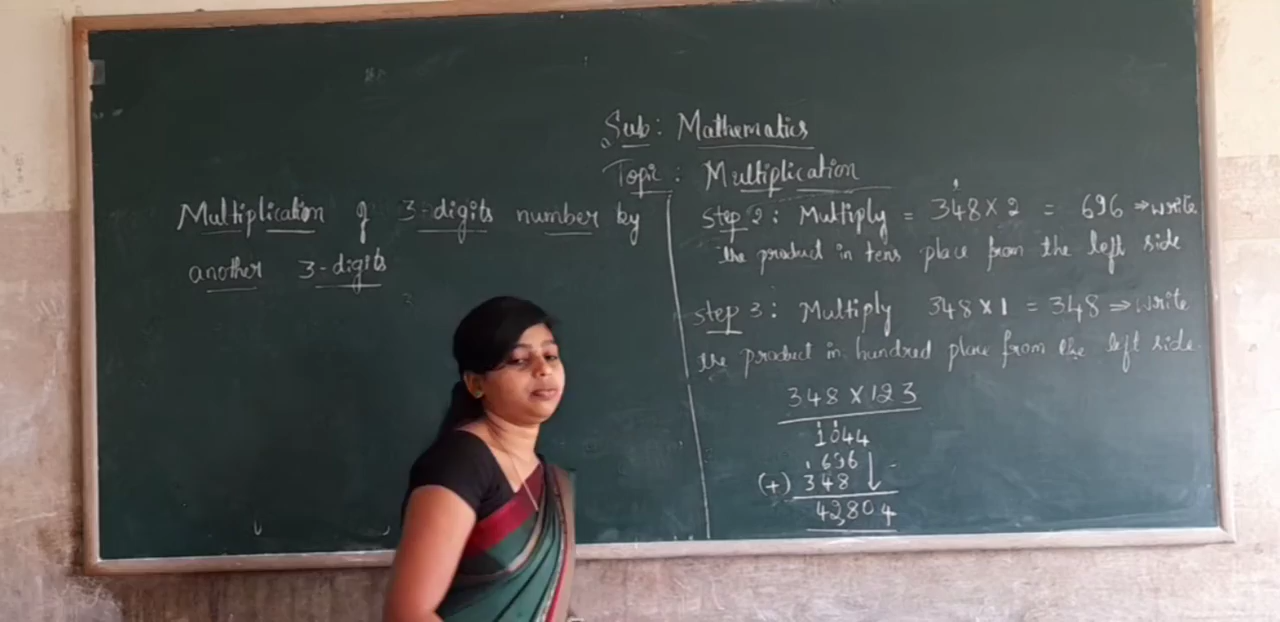 Sub: Mathematics
Topic: Multiplication
Multiplication of 3-digits number by
another 3-digits
Step 2: Multiply = 348 × 2 = 696 ⇒ write
the product in tens place from the left side
Step 3: Multiply 348 × 1 = 348 ⇒ write
the product in hundred place from the left side.
348 × 123
1044
696
(+) 348
42804